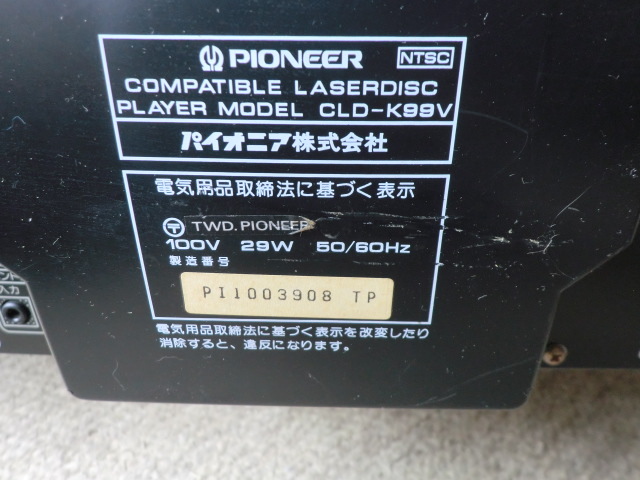 PIONEER NTSC
COMPATIBLE LASERDISC
PLAYER MODEL CLD-K99V
パイオニア株式会社
電気用品取締法に基づく表示
〒 TWD. PIONEER
100V 29W 50/60Hz
製造番号
PI1003908 TP
入力
電気用品取締法に基づく表示を改変したり
消除すると、違反になります。